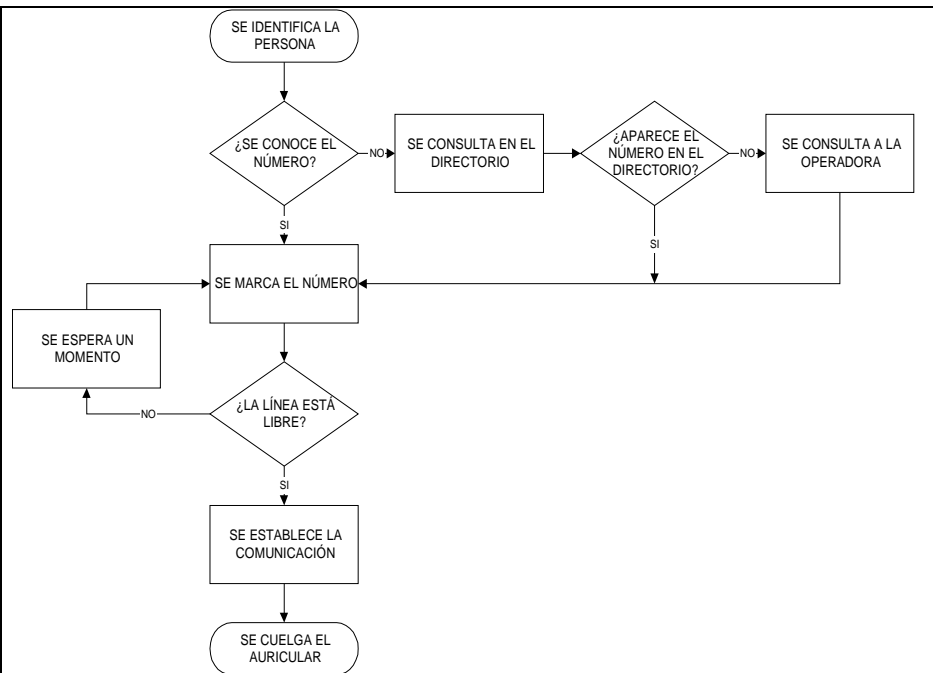 SE IDENTIFICA LA
PERSONA
¿SE CONOCE EL
NÚMERO?
NO
SE CONSULTA EN EL
DIRECTORIO
¿APARECE EL
NÚMERO EN EL
DIRECTORIO?
NO
SE CONSULTA A LA
OPERADORA
SI
SI
SE MARCA EL NÚMERO
SE ESPERA UN
MOMENTO
¿LA LÍNEA ESTÁ
LIBRE?
NO
SI
SE ESTABLECE LA
COMUNICACIÓN
SE CUELGA EL
AURICULAR